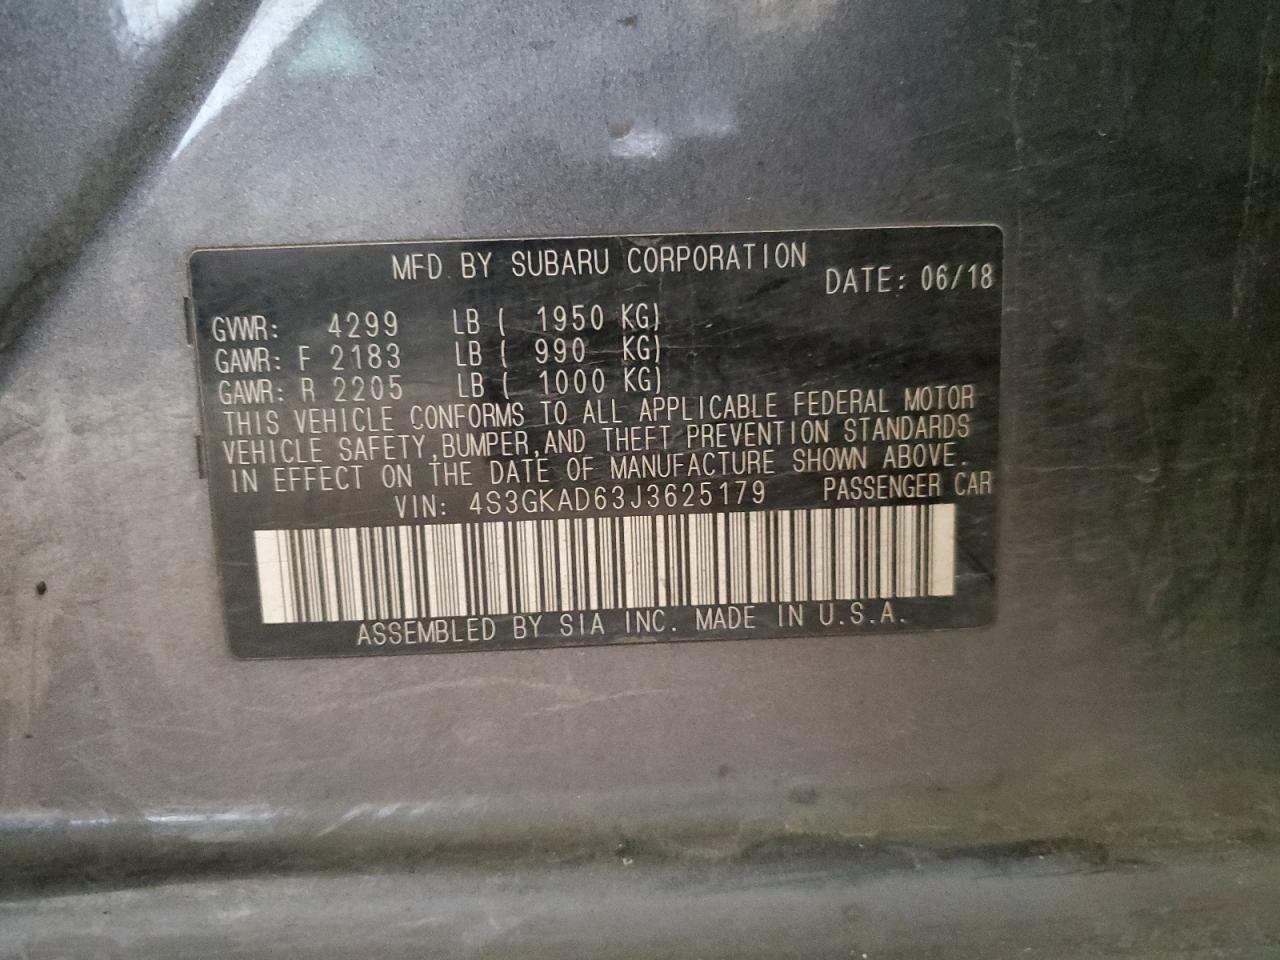 MFD. BY SUBARU CORPORATION
DATE: 06/18
GVWR: 4299 LB ( 1950 KG)
GAWR: F 2183 LB ( 990 KG)
GAWR: R 2205 LB ( 1000 KG)
THIS VEHICLE CONFORMS TO ALL APPLICABLE FEDERAL MOTOR
VEHICLE SAFETY,BUMPER,AND THEFT PREVENTION STANDARDS
IN EFFECT ON THE DATE OF MANUFACTURE SHOWN ABOVE.
VIN: 4S3GKAD63J3625179 PASSENGER CAR
ASSEMBLED BY SIA INC. MADE IN U.S.A.